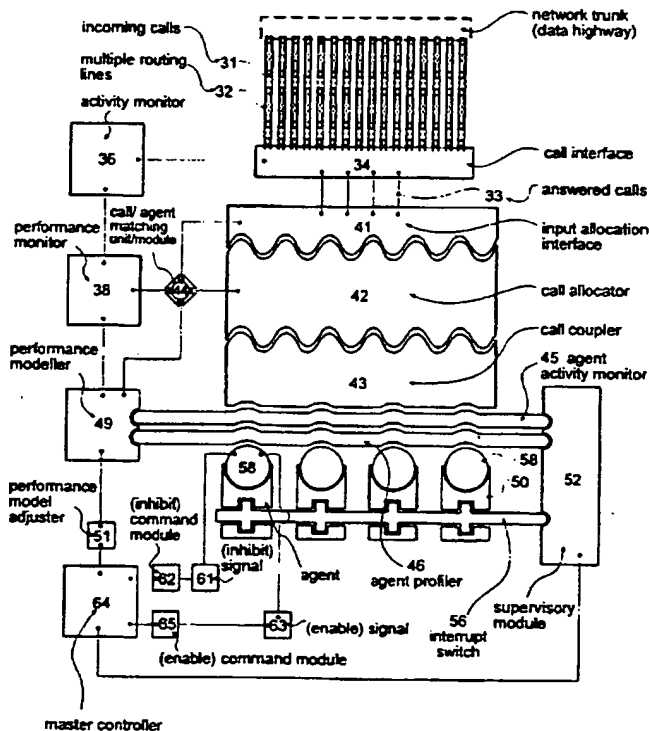 network trunk
(data highway)
incoming calls
31
multiple routing
lines
32
activity monitor
36
34
call interface
33
answered calls
call/ agent
matching
unit/module
41
input allocation
interface
performance
monitor
38
44
42
call allocator
call coupler
performance
modeller
43
45 agent
activity monitor
49
58
58
50
52
performance
model
adjuster
(inhibit)
command
module
51
(inhibit)
signal
agent
46
agent profiler
62
61
64
supervisory
module
56
interrupt
switch
65
63
(enable) signal
(enable) command module
master controller